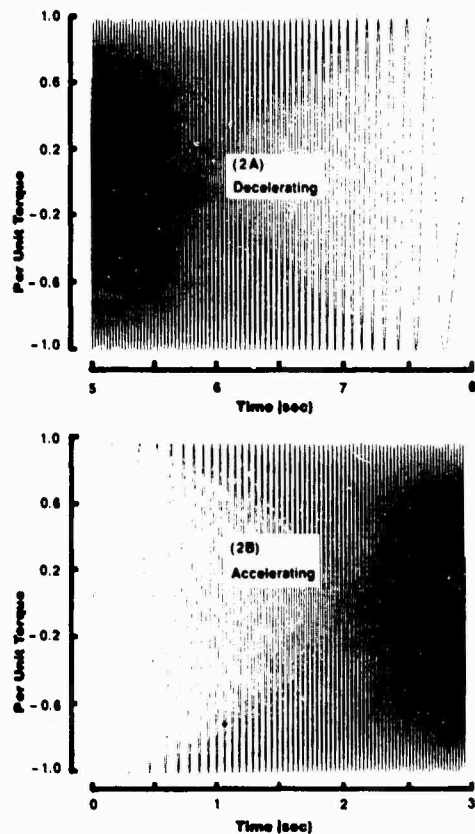 1.0
0.6
0.2
-0.2
-0.6
-1.0
Per Unit Torque
(2A)
Decelerating
5 6 7 8
Time (sec)
1.0
0.6
0.2
-0.2
-0.6
-1.0
Per Unit Torque
(2B)
Accelerating
0 1 2 3
Time (sec)